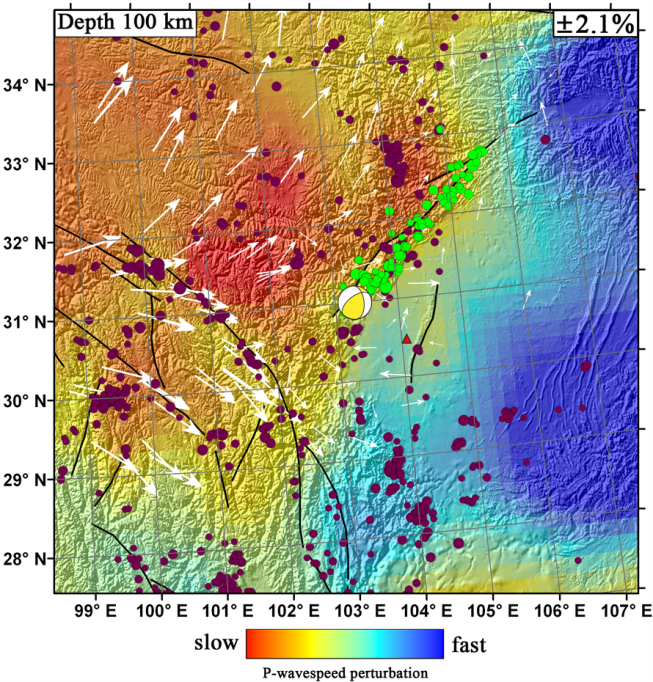 Depth 100 km
±2.1%
34° N
33° N
32° N
31° N
30° N
29° N
28° N
99° E 100° E 101° E 102° E 103° E 104° E 105° E 106° E 107° E
slow fast
P-wavespeed perturbation